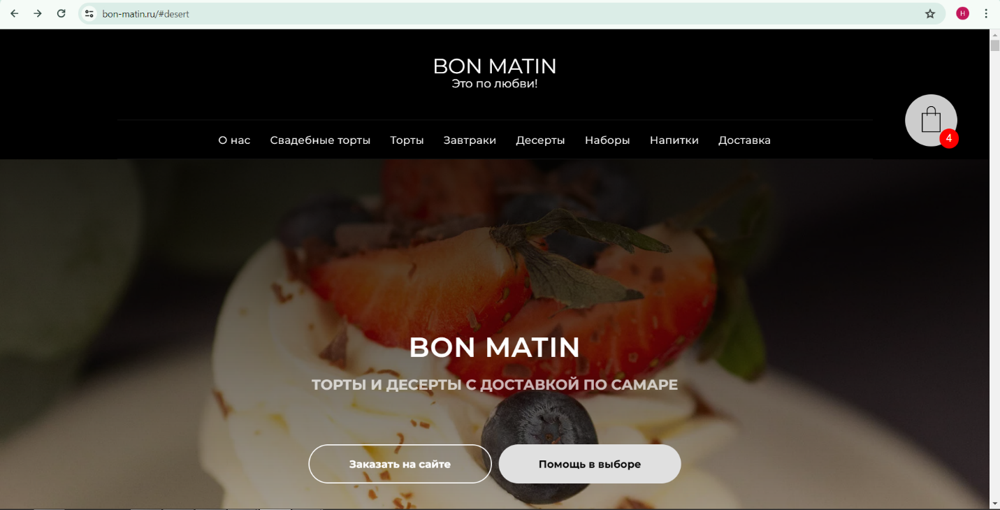 bon-matin.ru/#desert
H
BON MATIN
Это по любви!
4
О нас Свадебные торты Торты Завтраки Десерты Наборы Напитки Доставка
BON MATIN
ТОРТЫ И ДЕСЕРТЫ С ДОСТАВКОЙ ПО САМАРЕ
Заказать на сайте Помощь в выборе